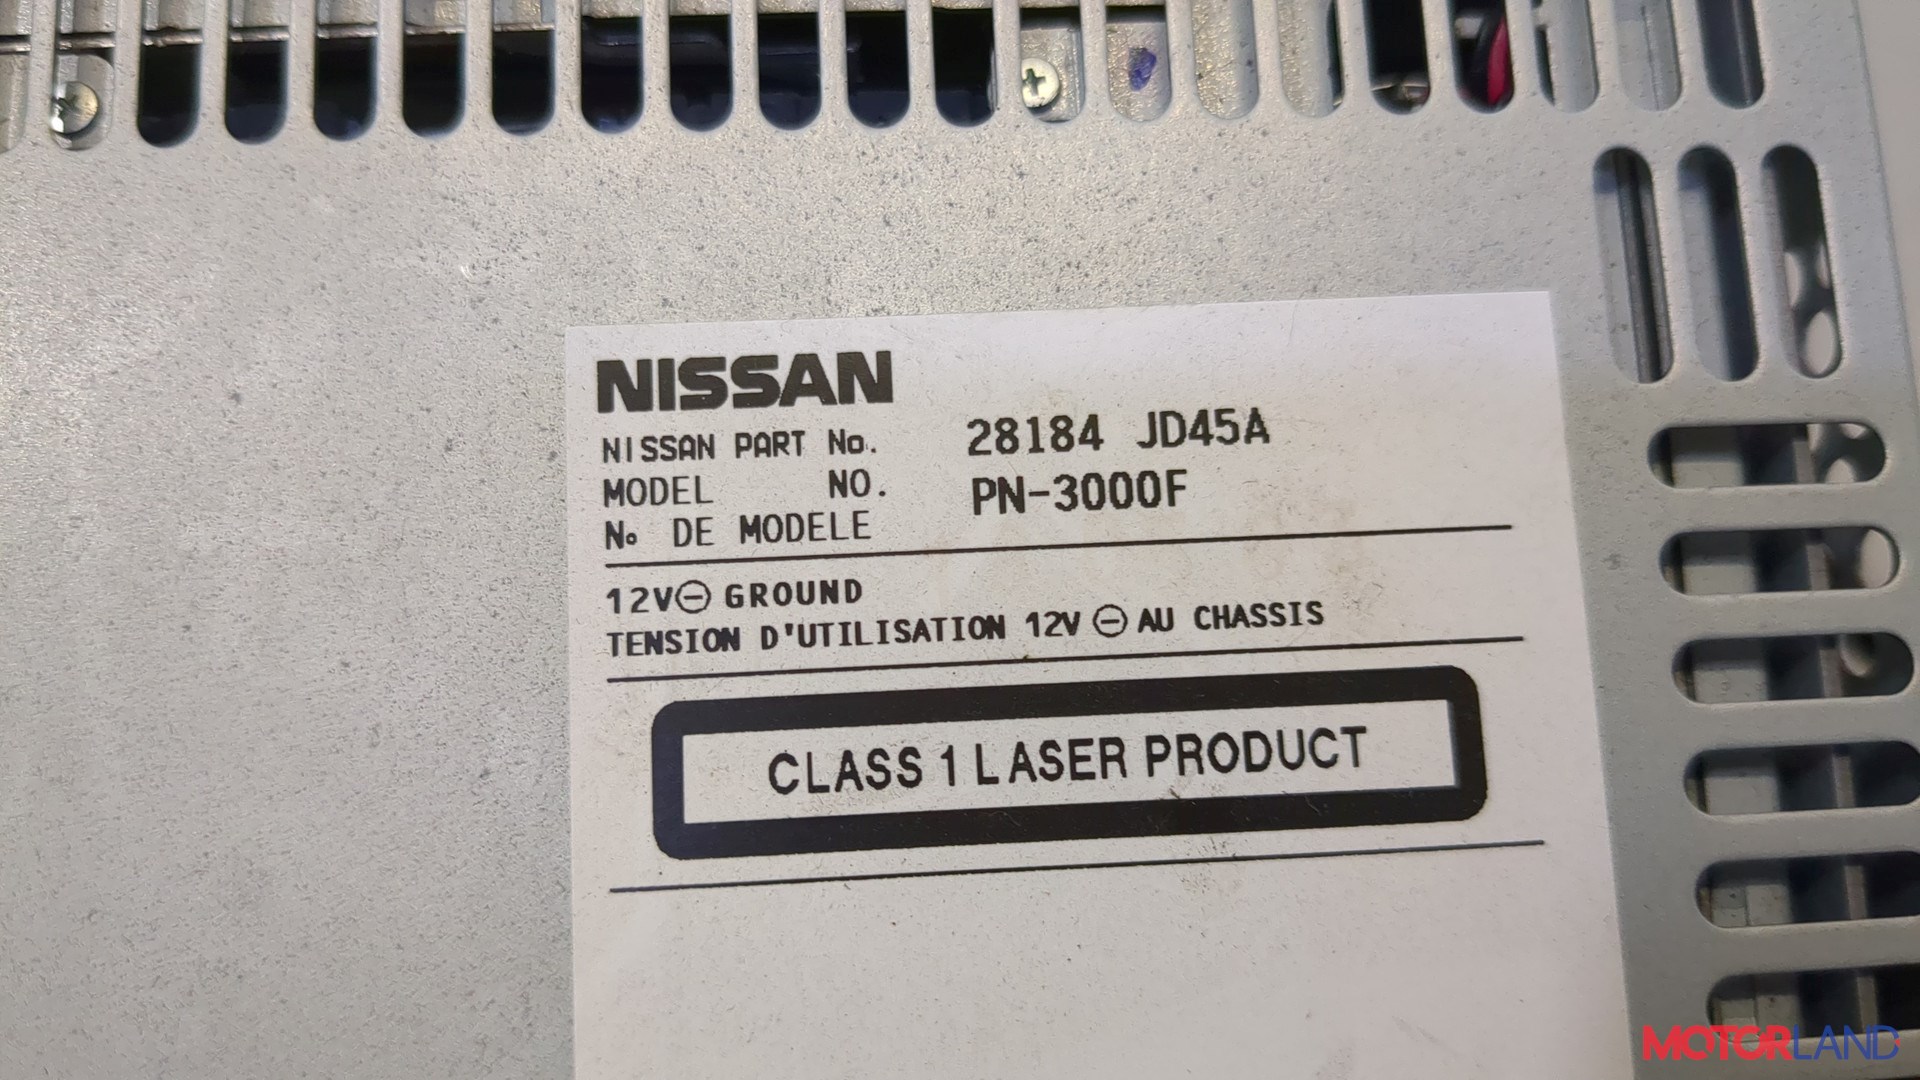 NISSAN
NISSAN PART No. 28184 JD45A
MODEL NO. PN-3000F
No DE MODELE
12V⊖ GROUND
TENSION D'UTILISATION 12V ⊖ AU CHASSIS
CLASS 1 LASER PRODUCT
MOTORLAND